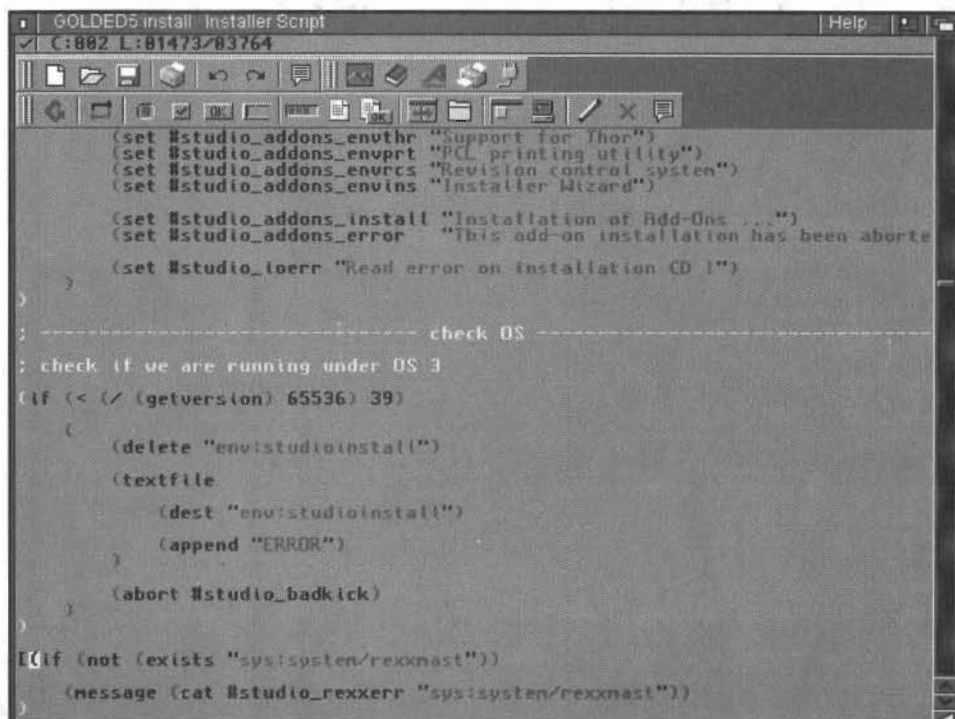 GOLDED5 install Installer Script Help...
C:002 L:01473/03764
OK
OK
(set #studio_addons_envthr "Support for Thor")
(set #studio_addons_envprt "PCL printing utility")
(set #studio_addons_envrcs "Revision control system")
(set #studio_addons_envins "Installer Wizard")
(set #studio_addons_install "Installation of Add-Ons ...")
(set #studio_addons_error "This add-on installation has been aborte
(set #studio_ioerr "Read error on installation CD !")
)
)
; -------------------------------- check OS ---------------------------------
; check if we are running under OS 3
(if (< (/ (getversion) 65536) 39)
(
(delete "env:studioinstall")
(textfile
(dest "env:studioinstall")
(append "ERROR")
)
(abort #studio_badkick)
)
)
(if (not (exists "sys:system/rexxmast"))
(message (cat #studio_rexxerr "sys:system/rexxmast"))
)